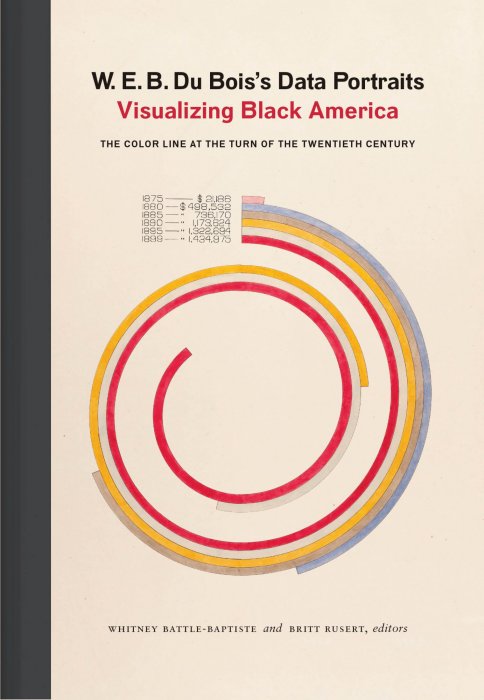 W. E. B. Du Bois's Data Portraits
Visualizing Black America
THE COLOR LINE AT THE TURN OF THE TWENTIETH CENTURY
1875 —— $ 21,186
1880 — $ 498,532
1885 — " 736,170
1890 — " 1,173,624
1895 — " 1,322,694
1899 — " 1,434,975
WHITNEY BATTLE-BAPTISTE and BRITT RUSERT, editors